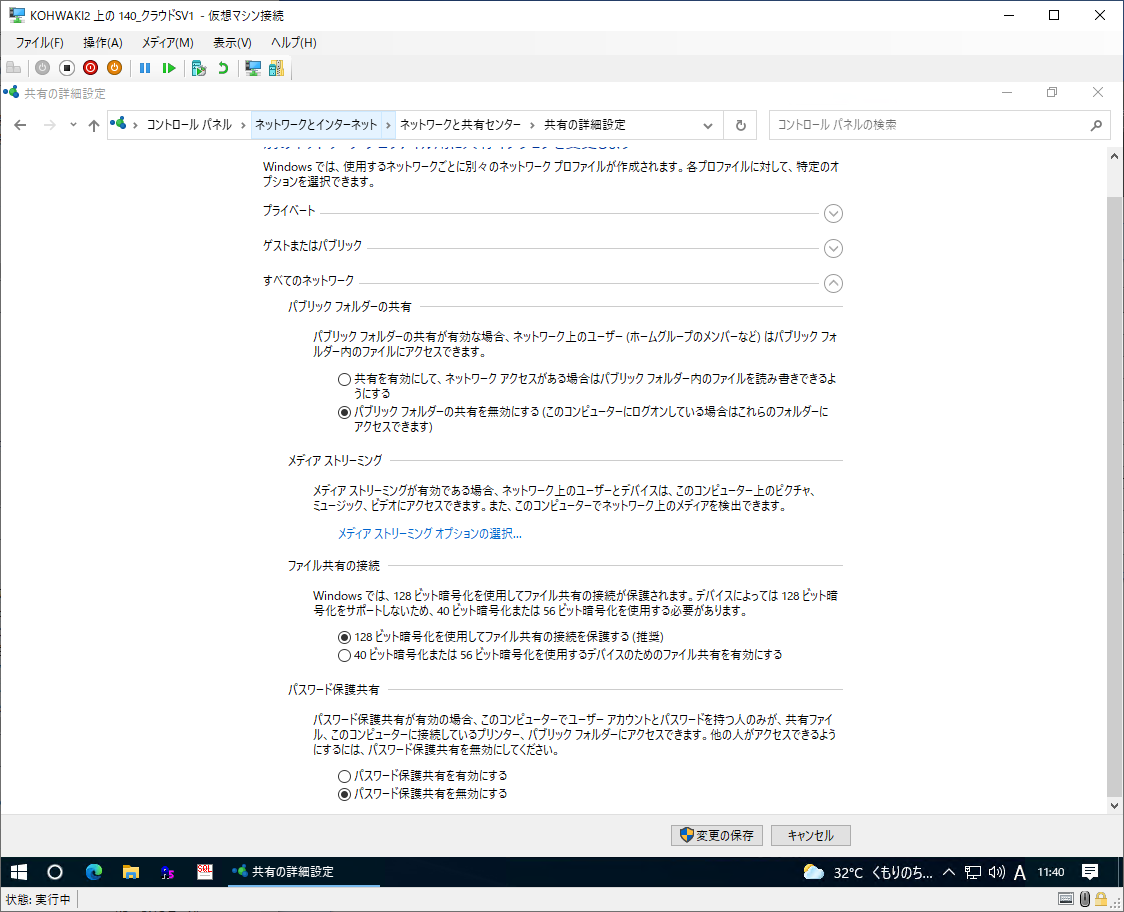 KOHWAKI2 上の 140_クラウドSV1 - 仮想マシン接続
ファイル(F) 操作(A) メディア(M) 表示(V) ヘルプ(H)
共有の詳細設定
コントロール パネル ネットワークとインターネット ネットワークと共有センター 共有の詳細設定 コントロール パネルの検索
Windows では、使用するネットワークごとに別々のネットワーク プロファイルが作成されます。各プロファイルに対して、特定のオ
プションを選択できます。
プライベート
ゲストまたはパブリック
すべてのネットワーク
パブリック フォルダーの共有
パブリック フォルダーの共有が有効な場合、ネットワーク上のユーザー (ホームグループのメンバーなど) はパブリック フォ
ルダー内のファイルにアクセスできます。
共有を有効にして、ネットワーク アクセスがある場合はパブリック フォルダー内のファイルを読み書きできるよ
うにする
パブリック フォルダーの共有を無効にする (このコンピューターにログオンしている場合はこれらのフォルダーに
アクセスできます)
メディア ストリーミング
メディア ストリーミングが有効である場合、ネットワーク上のユーザーとデバイスは、このコンピューター上のピクチャ、
ミュージック、ビデオにアクセスできます。また、このコンピューターでネットワーク上のメディアを検出できます。
メディア ストリーミング オプションの選択...
ファイル共有の接続
Windows では、128 ビット暗号化を使用してファイル共有の接続が保護されます。デバイスによっては 128 ビット暗
号化をサポートしないため、40 ビット暗号化または 56 ビット暗号化を使用する必要があります。
128 ビット暗号化を使用してファイル共有の接続を保護する (推奨)
40 ビット暗号化または 56 ビット暗号化を使用するデバイスのためのファイル共有を有効にする
パスワード保護共有
パスワード保護共有が有効の場合、このコンピューターでユーザー アカウントとパスワードを持つ人のみが、共有ファイ
ル、このコンピューターに接続しているプリンター、パブリック フォルダーにアクセスできます。他の人がアクセスできるよう
にするには、パスワード保護共有を無効にしてください。
パスワード保護共有を有効にする
パスワード保護共有を無効にする
変更の保存 キャンセル
SQL 共有の詳細設定 32°C くもりのち... A 11:40
状態: 実行中